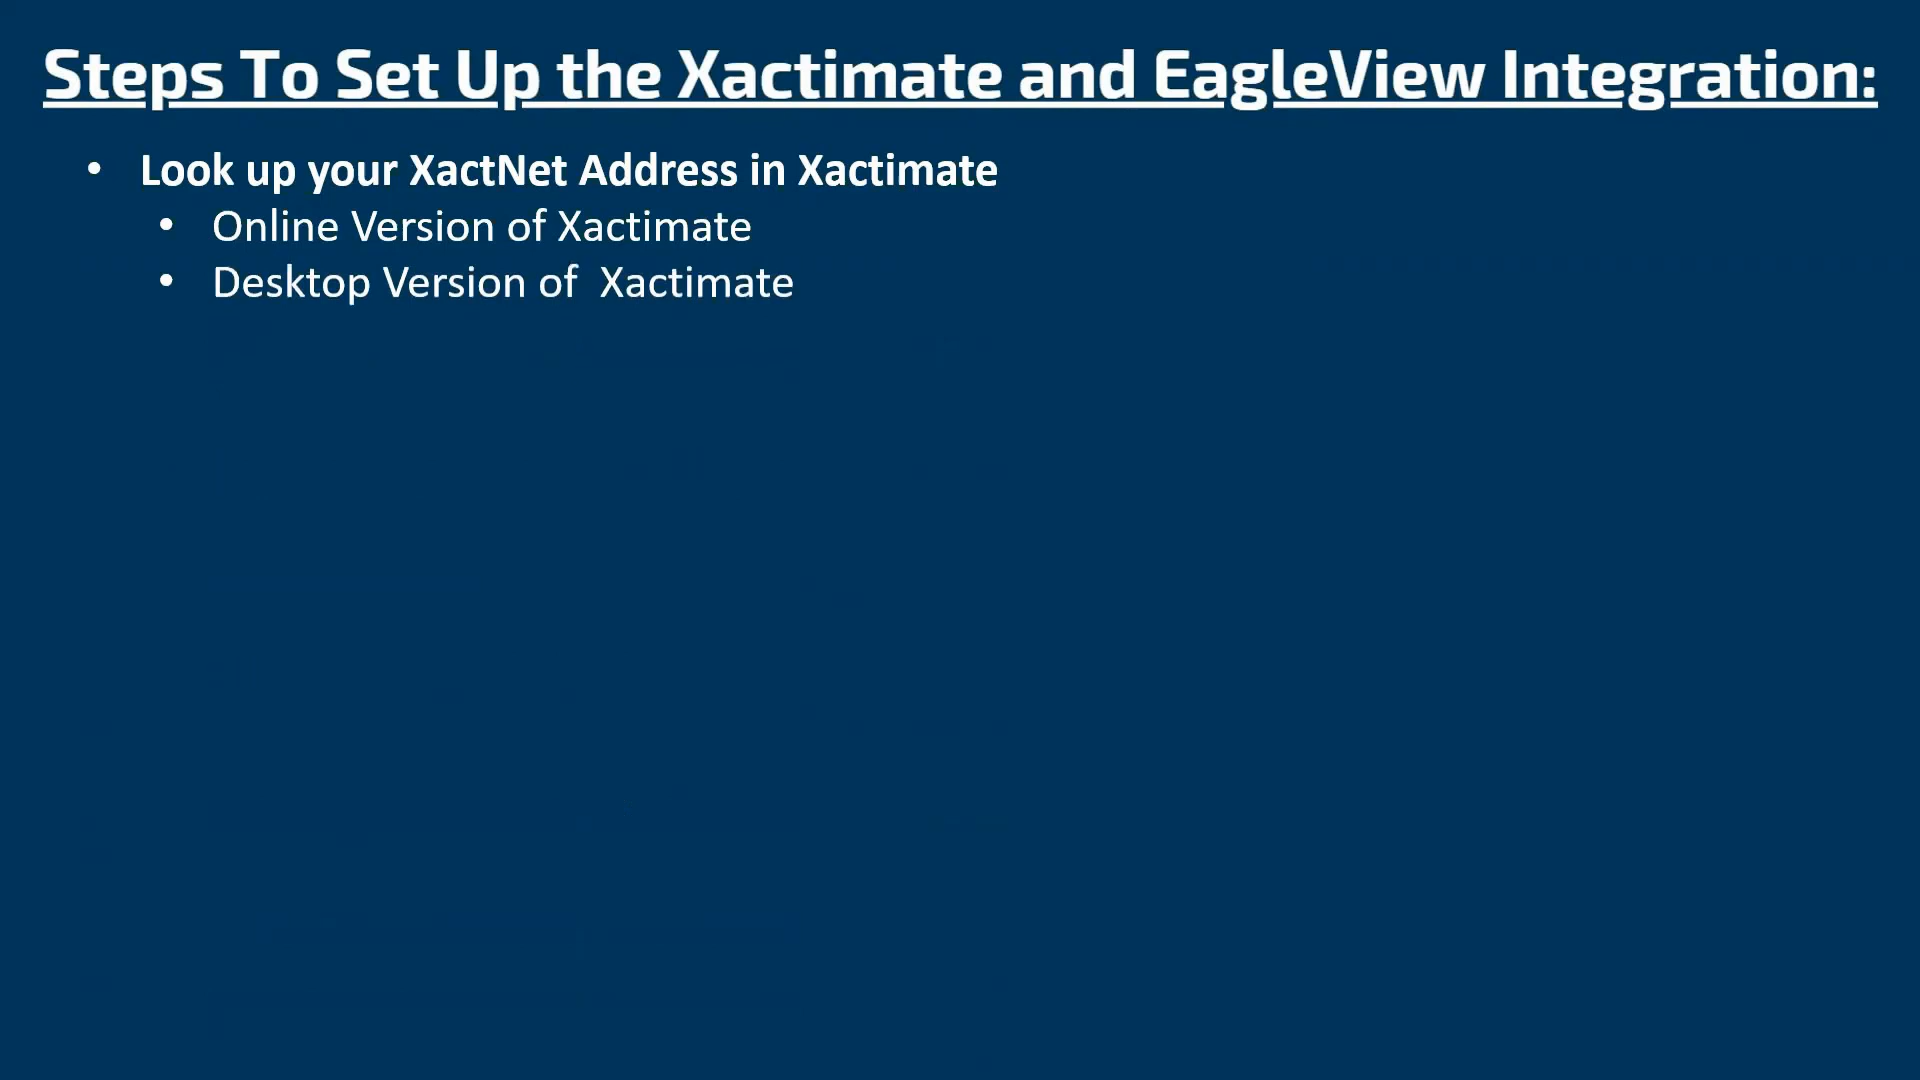 Steps To Set Up the Xactimate and EagleView Integration:
• Look up your XactNet Address in Xactimate
• Online Version of Xactimate
• Desktop Version of  Xactimate